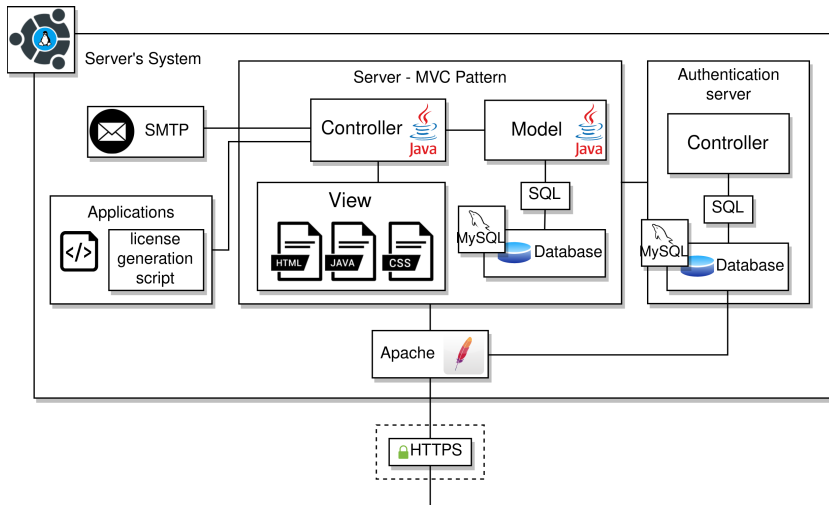 Server's System
Server - MVC Pattern
Authentication
server
SMTP
Controller
Java
Model
Java
Controller
View
HTML
JAVA
CSS
SQL
MySQL
Database
SQL
MySQL
Database
Applications
</>
license
generation
script
Apache
HTTPS